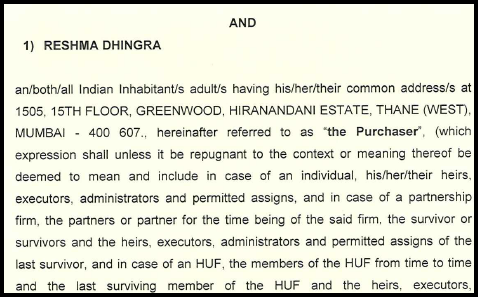 AND
1) RESHMA DHINGRA
an/both/all Indian Inhabitant/s adult/s having his/her/their common address/s at
1505, 15TH FLOOR, GREENWOOD, HIRANANDANI ESTATE, THANE (WEST),
MUMBAI - 400 607., hereinafter referred to as "the Purchaser", (which
expression shall unless it be repugnant to the context or meaning thereof be
deemed to mean and include in case of an individual, his/her/their heirs,
executors, administrators and permitted assigns, and in case of a partnership
firm, the partners or partner for the time being of the said firm, the survivor or
survivors and the heirs, executors, administrators and permitted assigns of the
last survivor, and in case of an HUF, the members of the HUF from time to time
and the last surviving member of the HUF and the heirs, executors,